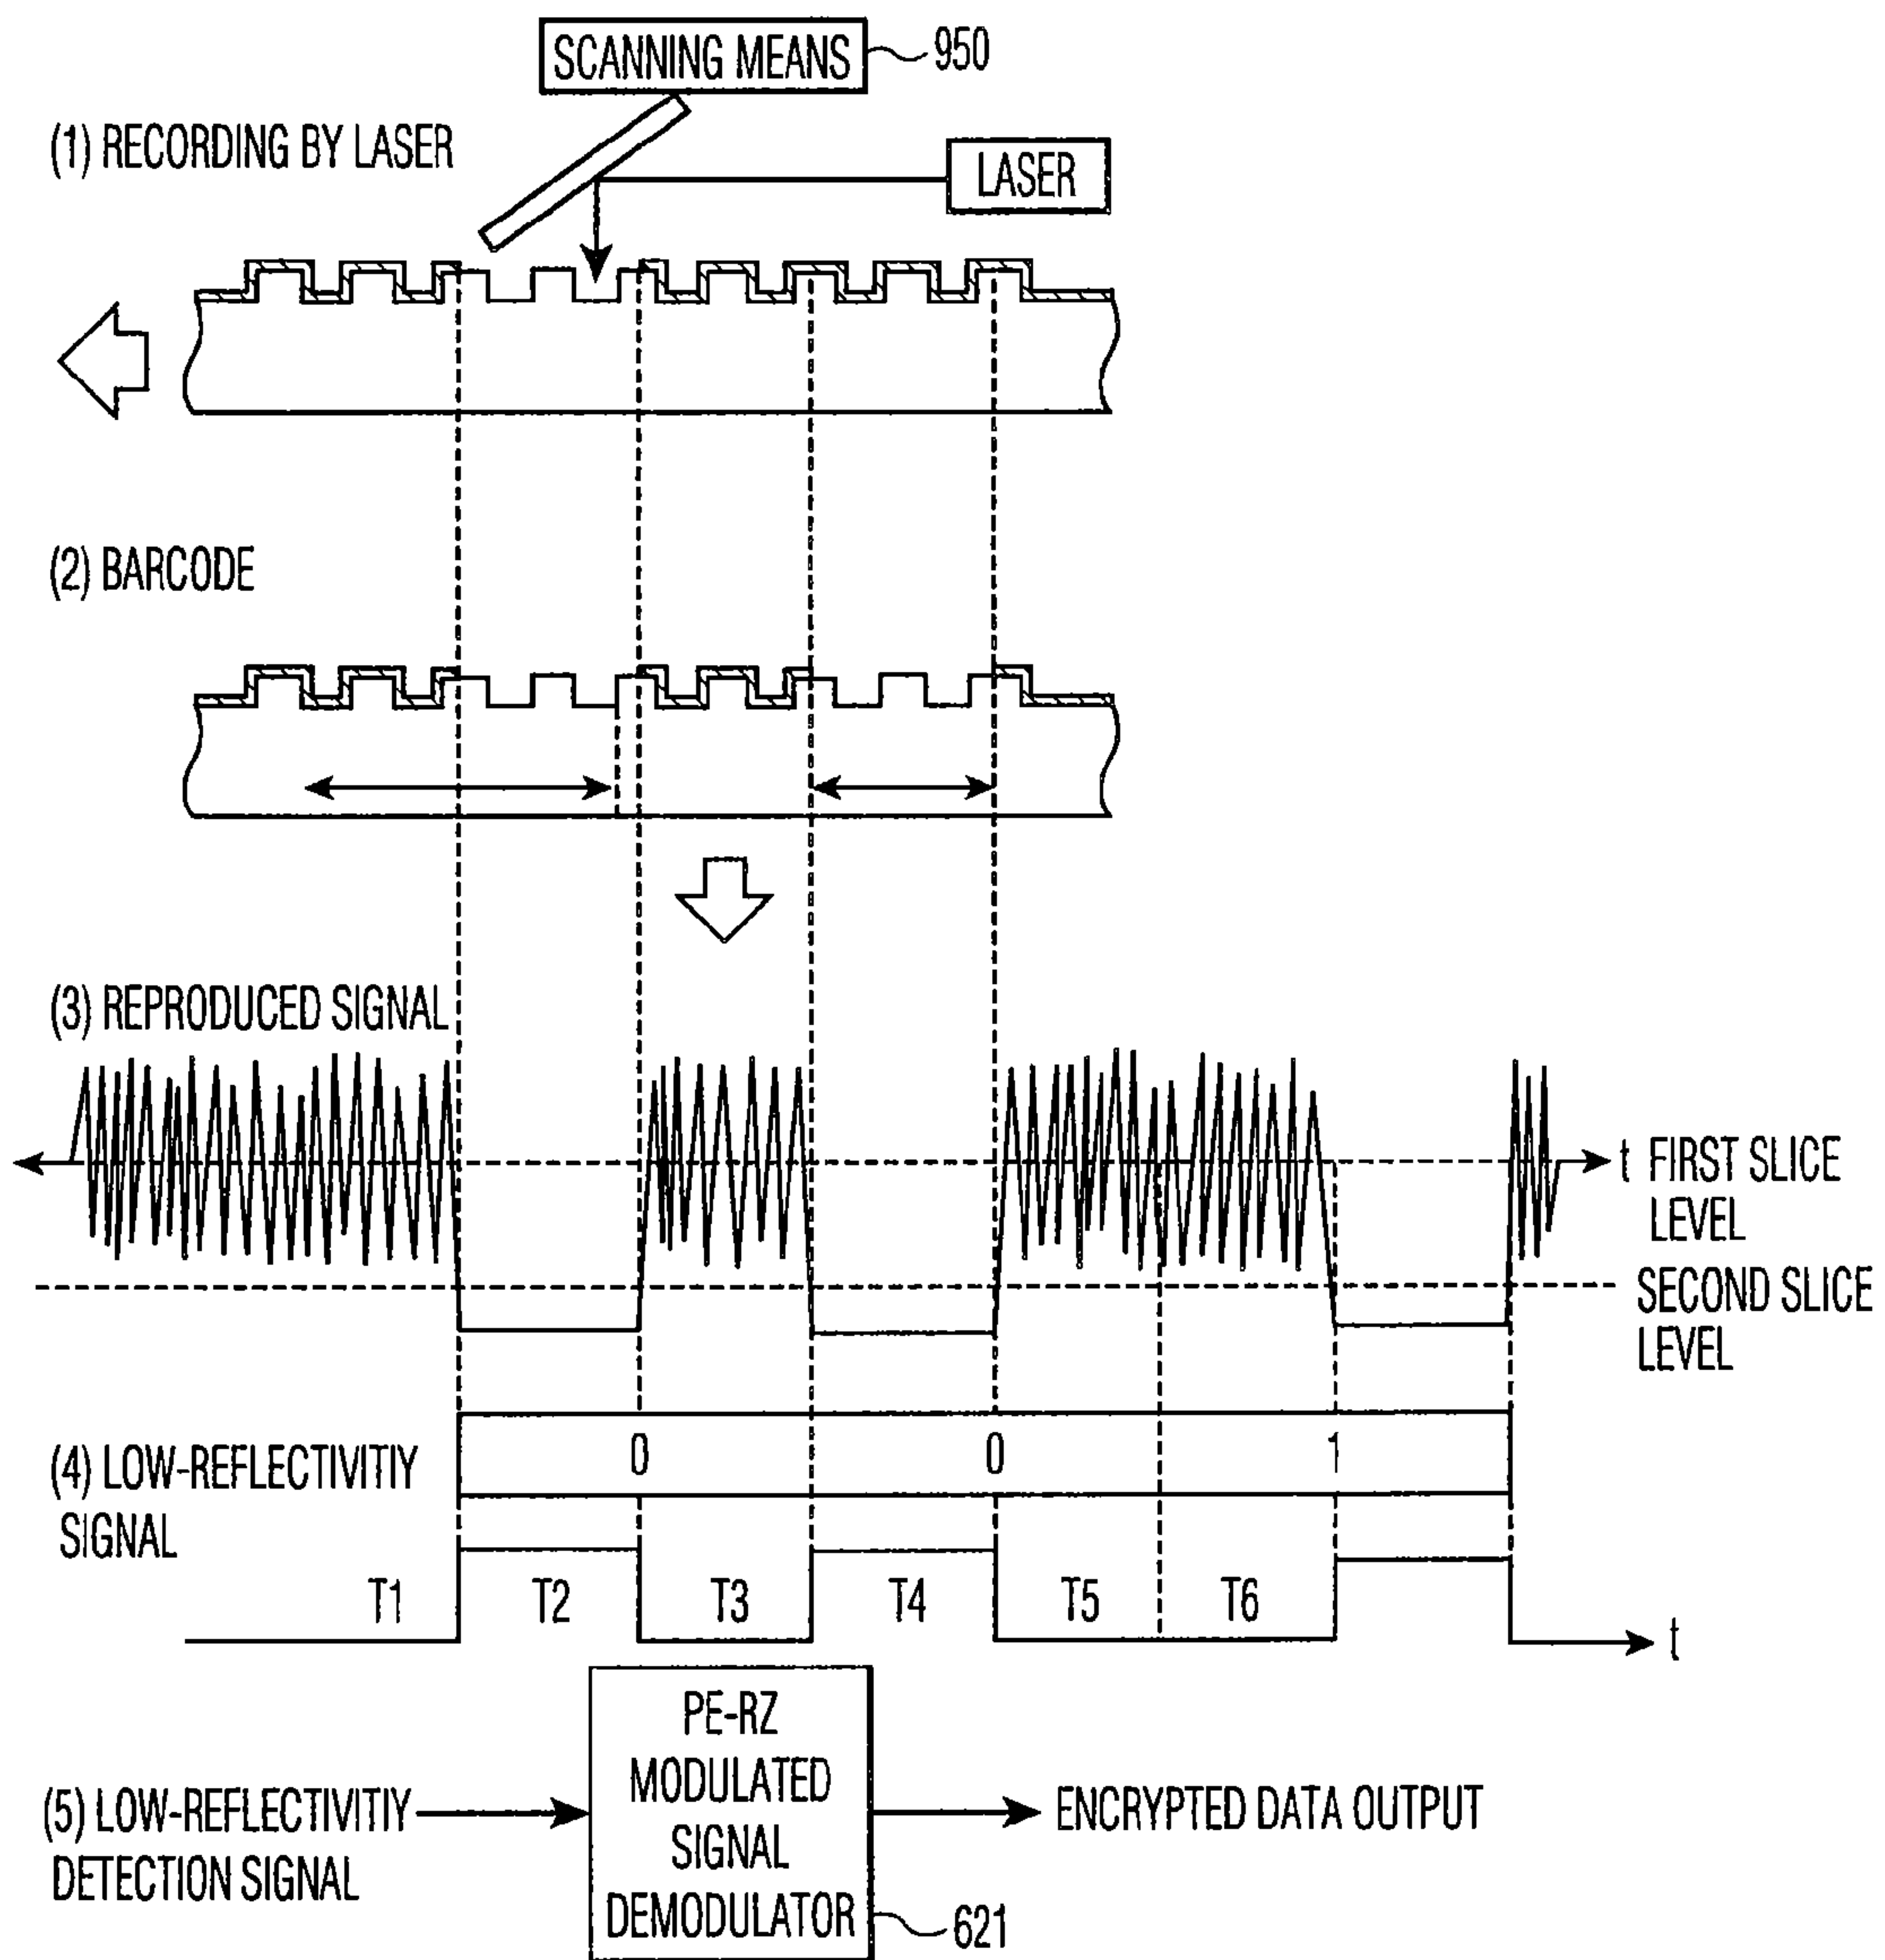 SCANNING MEANS
950
(1) RECORDING BY LASER
LASER
(2) BARCODE
(3) REPRODUCED SIGNAL
t FIRST SLICE
LEVEL
SECOND SLICE
LEVEL
(4) LOW-REFLECTIVITIY
SIGNAL
0 0 1
T1 T2 T3 T4 T5 T6
t
PE-RZ
MODULATED
SIGNAL
DEMODULATOR
(5) LOW-REFLECTIVITIY
DETECTION SIGNAL
ENCRYPTED DATA OUTPUT
621